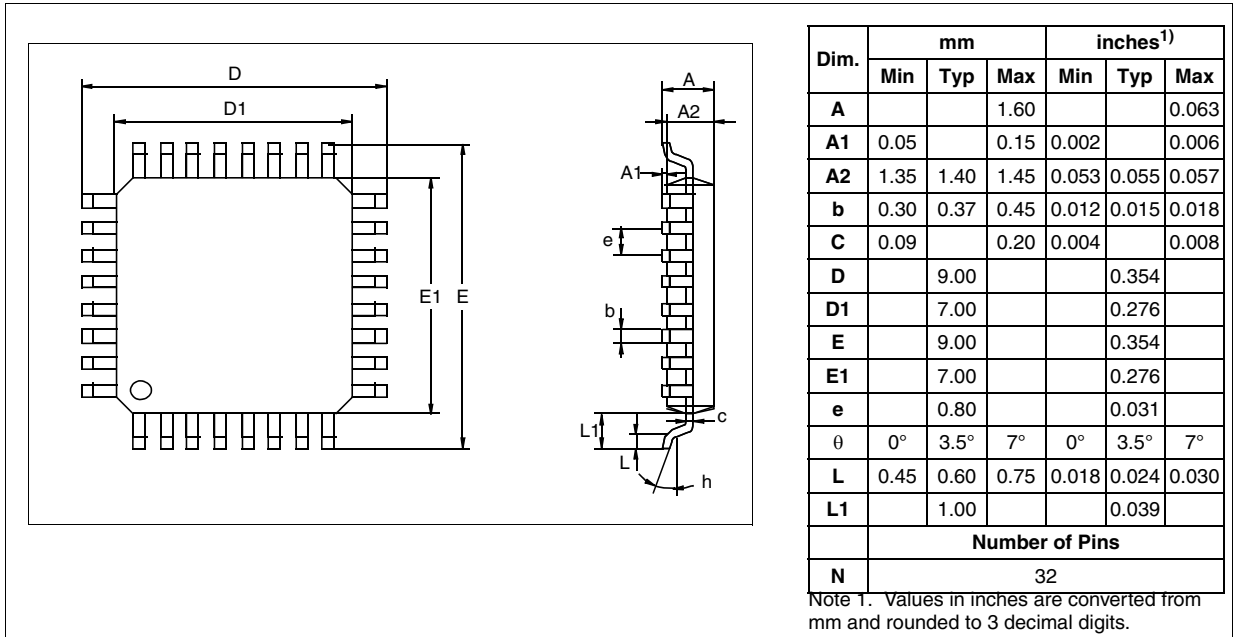 D
D1
A
A2
A1
e
b
E1 E
c
L1
L
h
Dim. mm inches1)
Min Typ Max Min Typ Max
A 1.60 0.063
A1 0.05 0.15 0.002 0.006
A2 1.35 1.40 1.45 0.053 0.055 0.057
b 0.30 0.37 0.45 0.012 0.015 0.018
C 0.09 0.20 0.004 0.008
D 9.00 0.354
D1 7.00 0.276
E 9.00 0.354
E1 7.00 0.276
e 0.80 0.031
θ 0° 3.5° 7° 0° 3.5° 7°
L 0.45 0.60 0.75 0.018 0.024 0.030
L1 1.00 0.039
Number of Pins
N 32
Note 1. Values in inches are converted from
mm and rounded to 3 decimal digits.